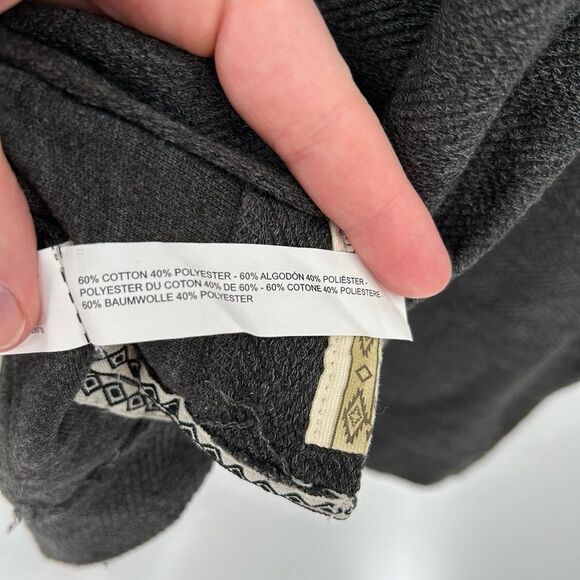 60% COTTON 40% POLYESTER - 60% ALGODÓN 40% POLIÉSTER -
POLYESTER DU COTON 40% DE 60% - 60% COTONE 40% POLIESTERE -
60% BAUMWOLLE 40% POLYESTER